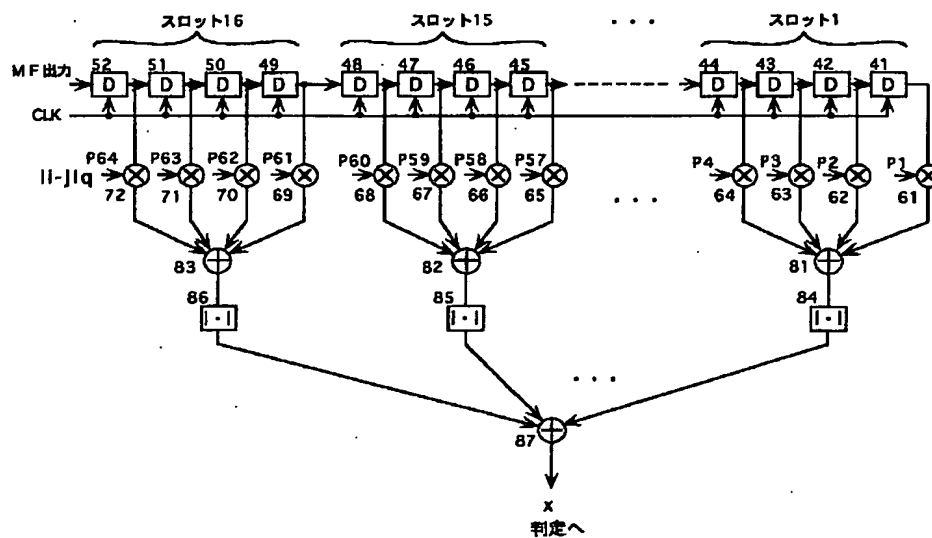 スロット16 スロット15 ・・・ スロット1
52 51 50 49 48 47 46 45 44 43 42 41
MF出力 D D D D D D D D D D D D
CLK
P64 P63 P62 P61 P60 P59 P58 P57 P4 P3 P2 P1
Ii-jIq 72 71 70 69 68 67 66 65 ・・・ 64 63 62 61
83 82 81
86 85 84
|・| |・| |・|
・・・
87
x
判定へ